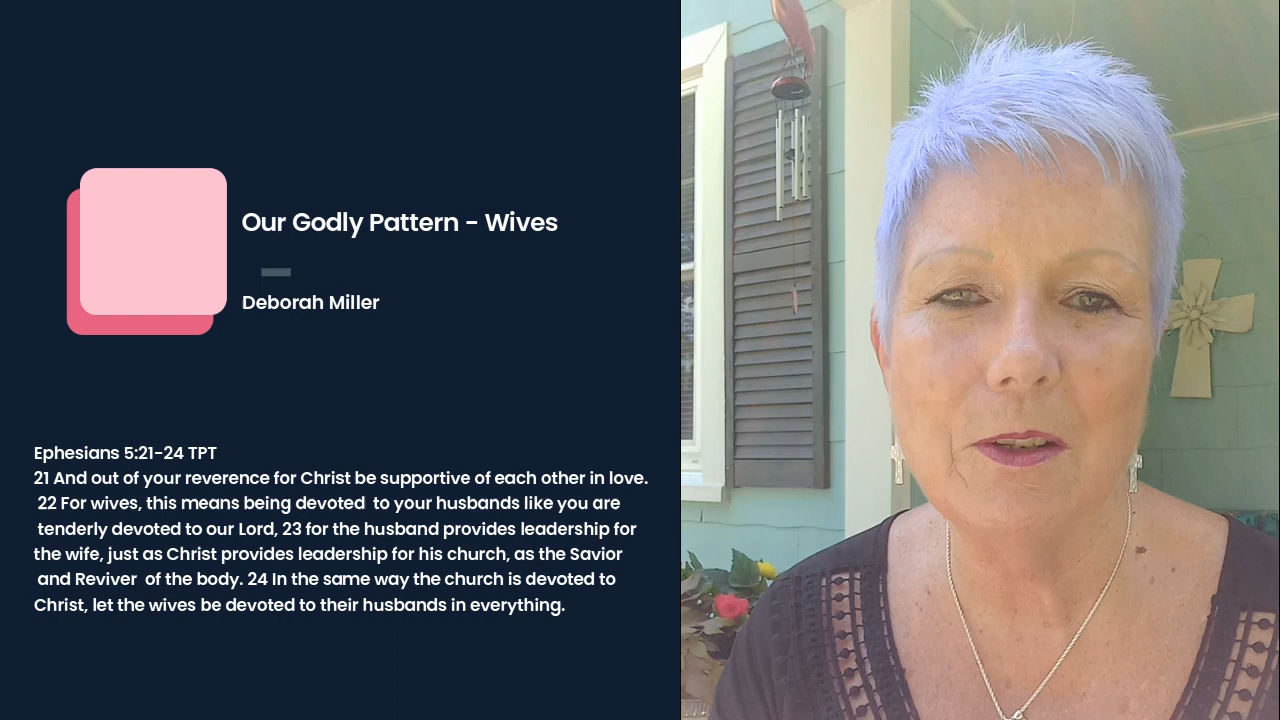 Our Godly Pattern - Wives
Deborah Miller
Ephesians 5:21-24 TPT
21 And out of your reverence for Christ be supportive of each other in love.
22 For wives, this means being devoted to your husbands like you are
tenderly devoted to our Lord, 23 for the husband provides leadership for
the wife, just as Christ provides leadership for his church, as the Savior
and Reviver of the body. 24 In the same way the church is devoted to
Christ, let the wives be devoted to their husbands in everything.